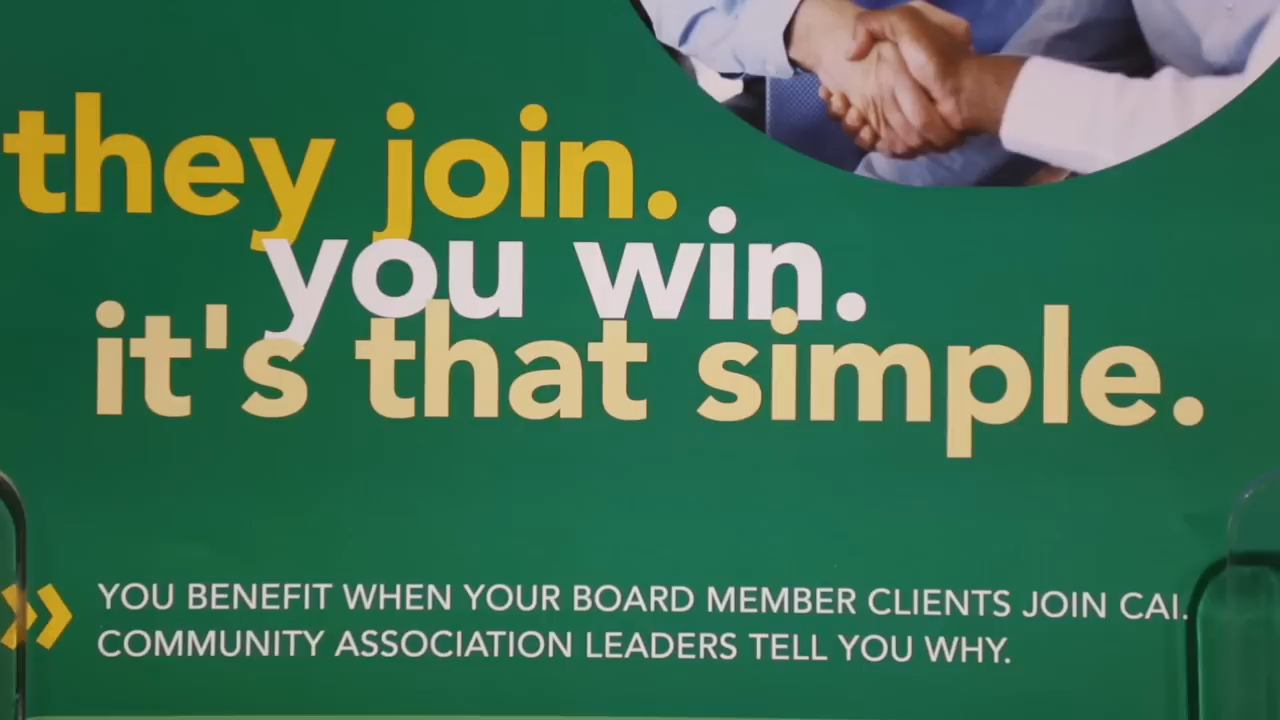 they join.
you win.
it's that simple.
YOU BENEFIT WHEN YOUR BOARD MEMBER CLIENTS JOIN CAI.
COMMUNITY ASSOCIATION LEADERS TELL YOU WHY.